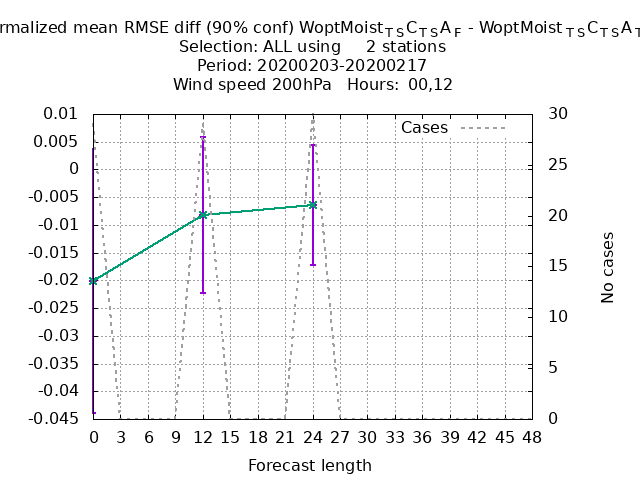 mean RMSE diff (90% conf) WoptMoistTSCTSAF - WoptMoistTSCTSAT
Selection: ALL using 2 stations
Period: 20200203-20200217
Wind speed 200hPa Hours: 00,12
0.01
0.005
0
-0.005
-0.01
-0.015
-0.02
-0.025
-0.03
-0.035
-0.04
-0.045
Cases
30
25
20
15
10
5
0
No cases
0 3 6 9 12 15 18 21 24 27 30 33 36 39 42 45 48
Forecast length